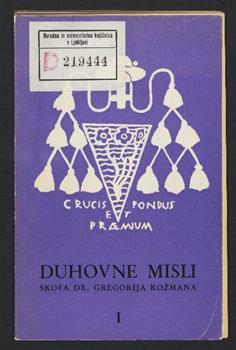 Narodna in univerzitetna knjižnica
v Ljubljani
D 219444
CRUCIS PONDUS
ET
PRÆMIUM
DUHOVNE MISLI
ŠKOFA DR. GREGORIJA ROŽMANA
I